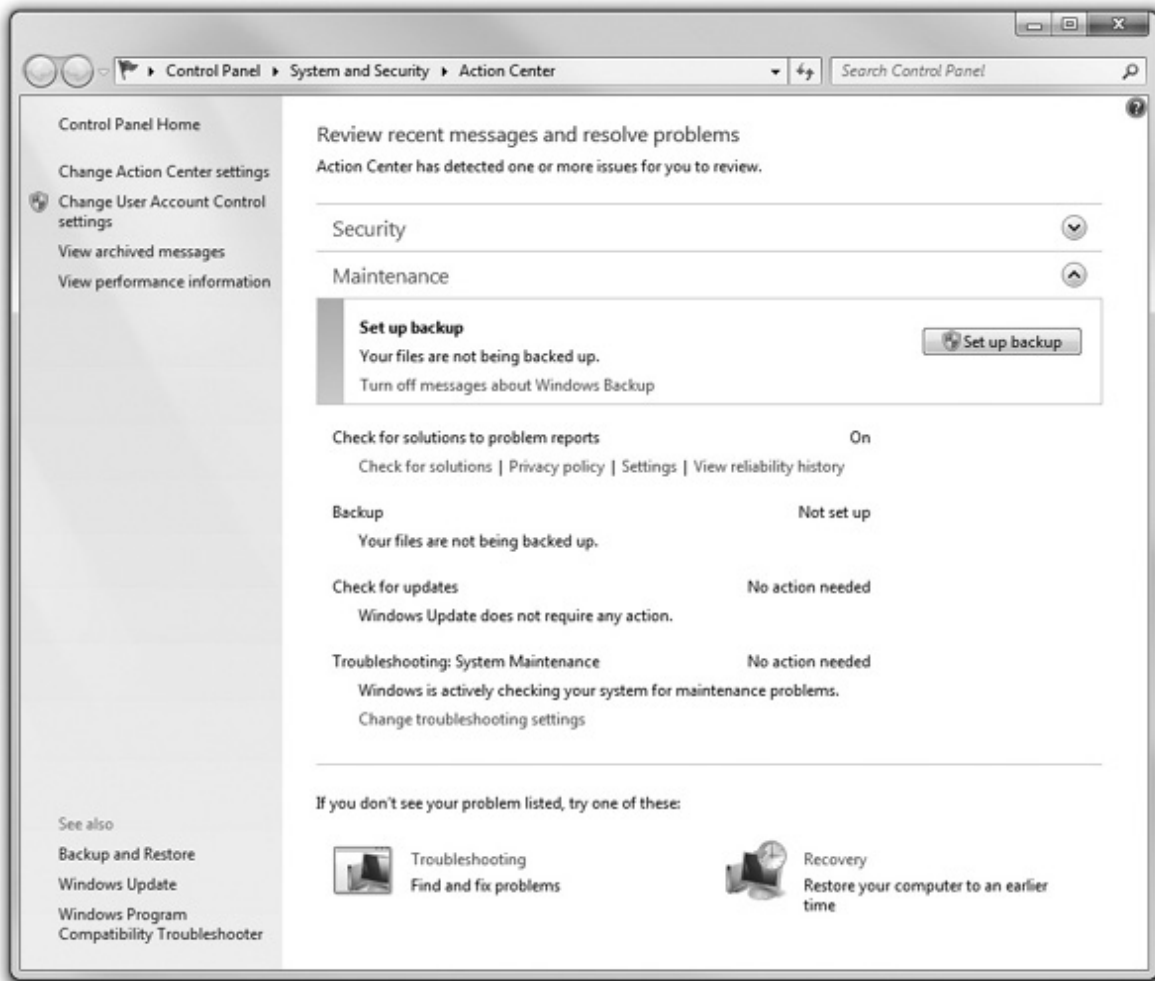 Control Panel ▸ System and Security ▸ Action Center
Search Control Panel
Control Panel Home
Change Action Center settings
Change User Account Control
settings
View archived messages
View performance information
See also
Backup and Restore
Windows Update
Windows Program
Compatibility Troubleshooter
Review recent messages and resolve problems
Action Center has detected one or more issues for you to review.
Security
Maintenance
Set up backup
Your files are not being backed up.
Turn off messages about Windows Backup
Set up backup
Check for solutions to problem reports On
Check for solutions | Privacy policy | Settings | View reliability history
Backup Not set up
Your files are not being backed up.
Check for updates No action needed
Windows Update does not require any action.
Troubleshooting: System Maintenance No action needed
Windows is actively checking your system for maintenance problems.
Change troubleshooting settings
If you don't see your problem listed, try one of these:
Troubleshooting
Find and fix problems
Recovery
Restore your computer to an earlier
time